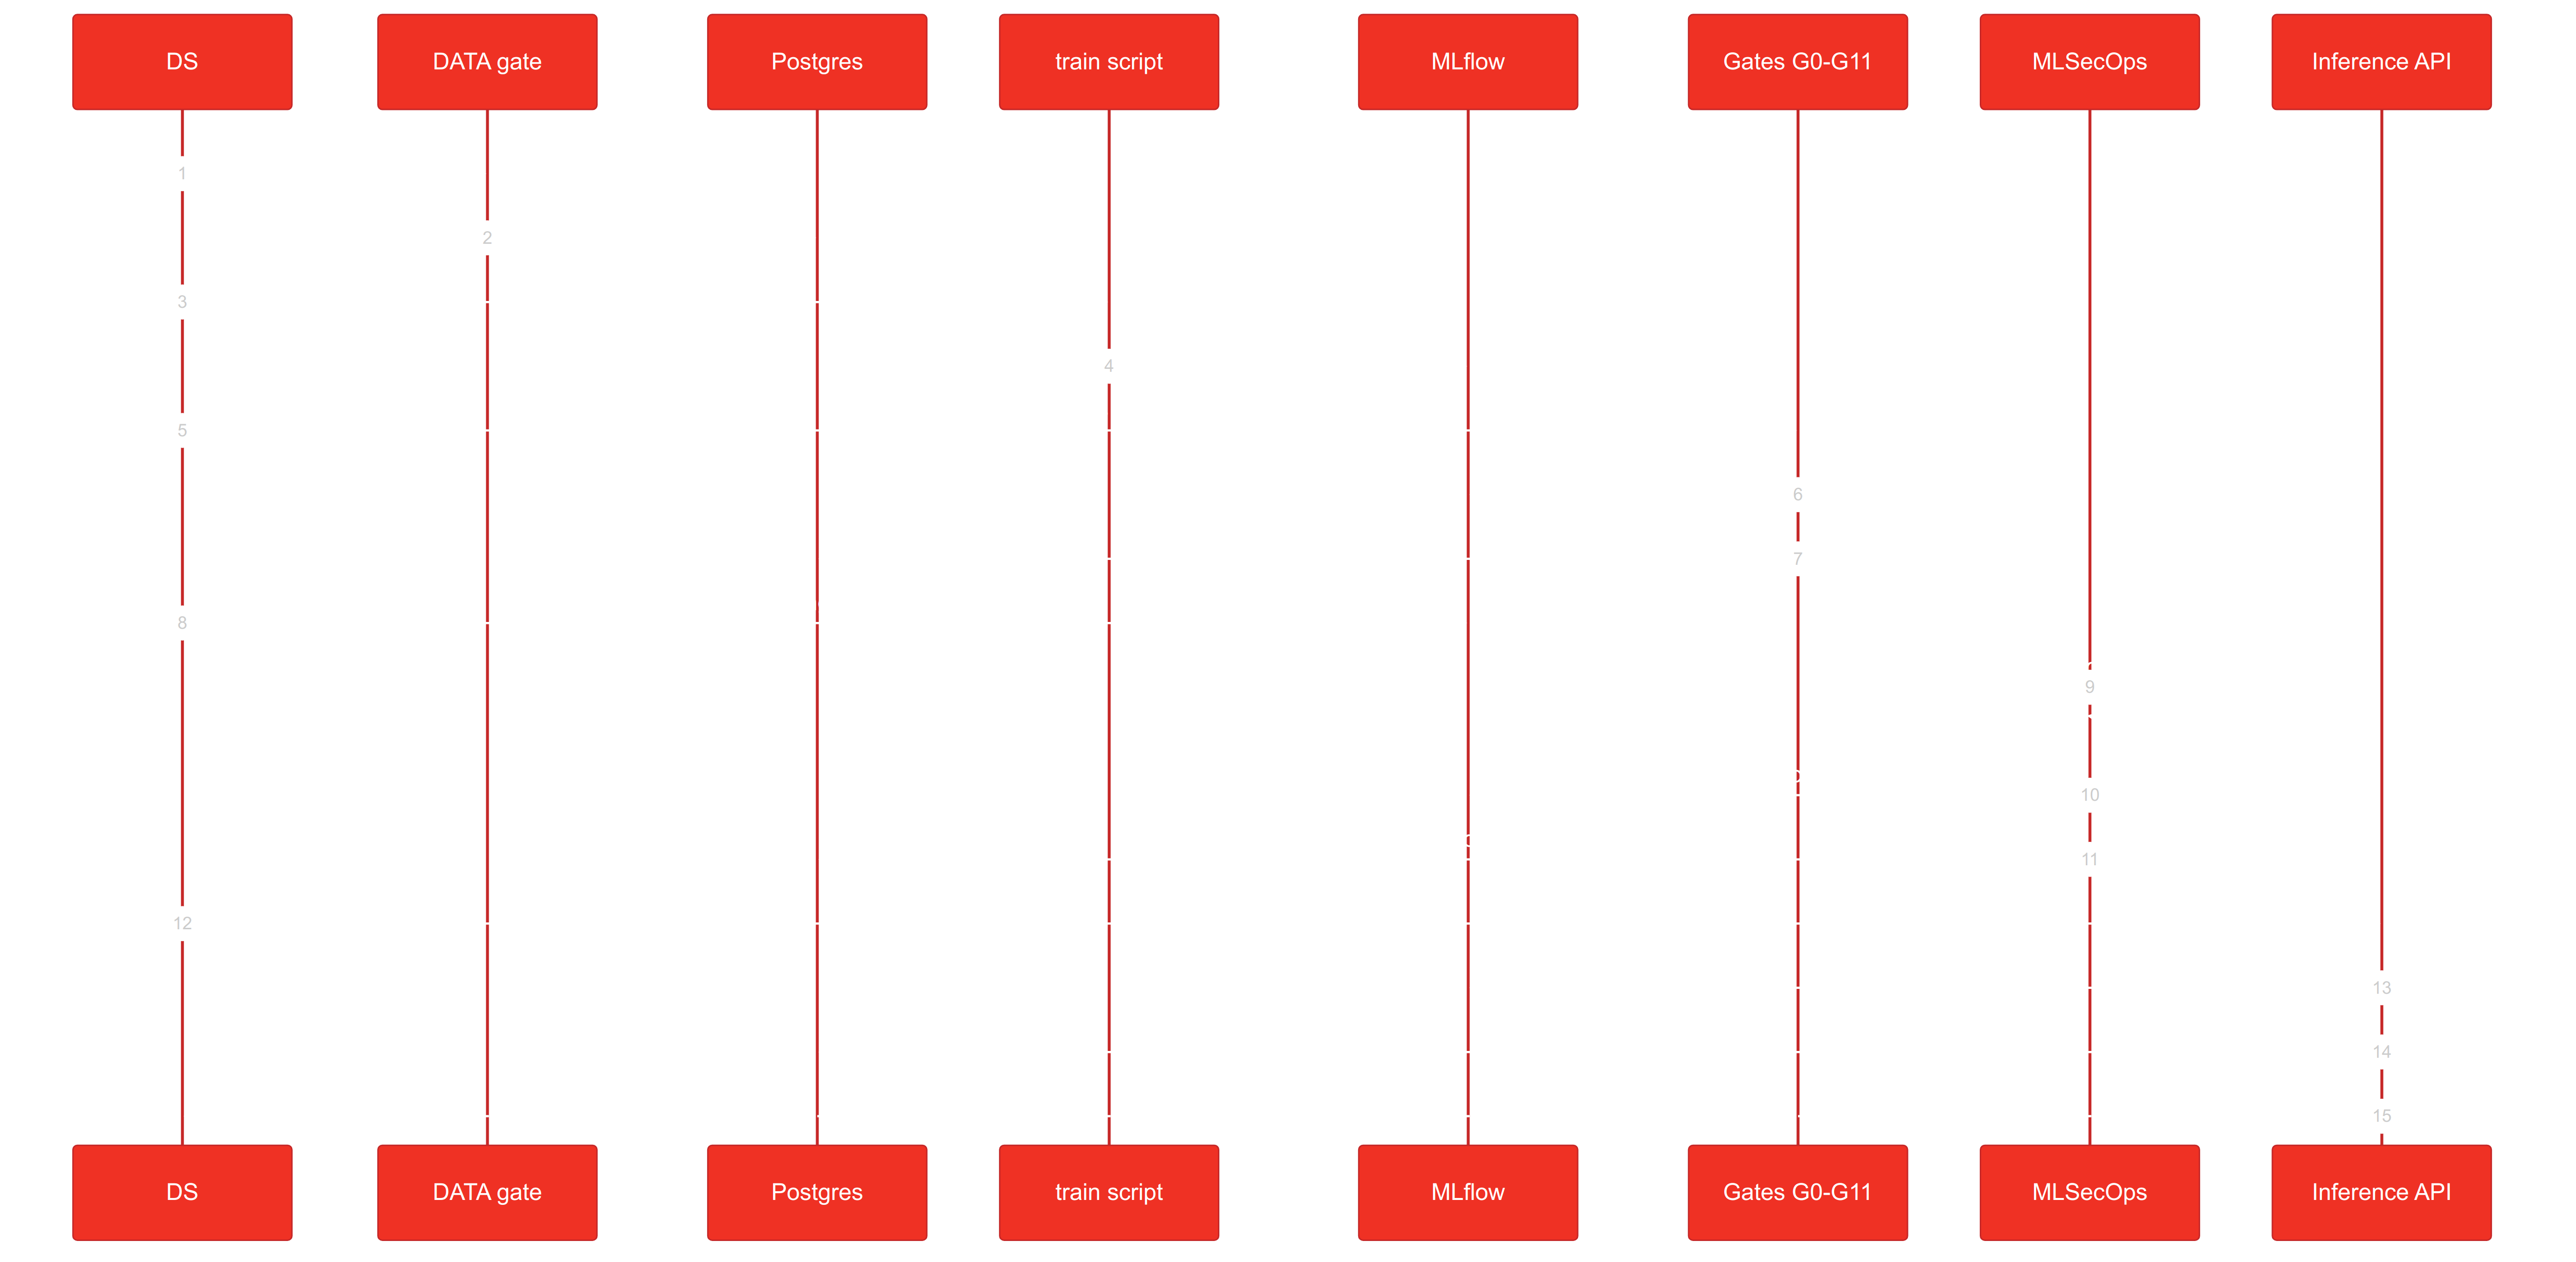 DS
DATA gate
Postgres
train script
MLflow
Gates G0-G11
MLSecOps
Inference API
1
2
3
4
5
6
7
8
9
10
11
12
13
14
15
DS
DATA gate
Postgres
train script
MLflow
Gates G0-G11
MLSecOps
Inference API